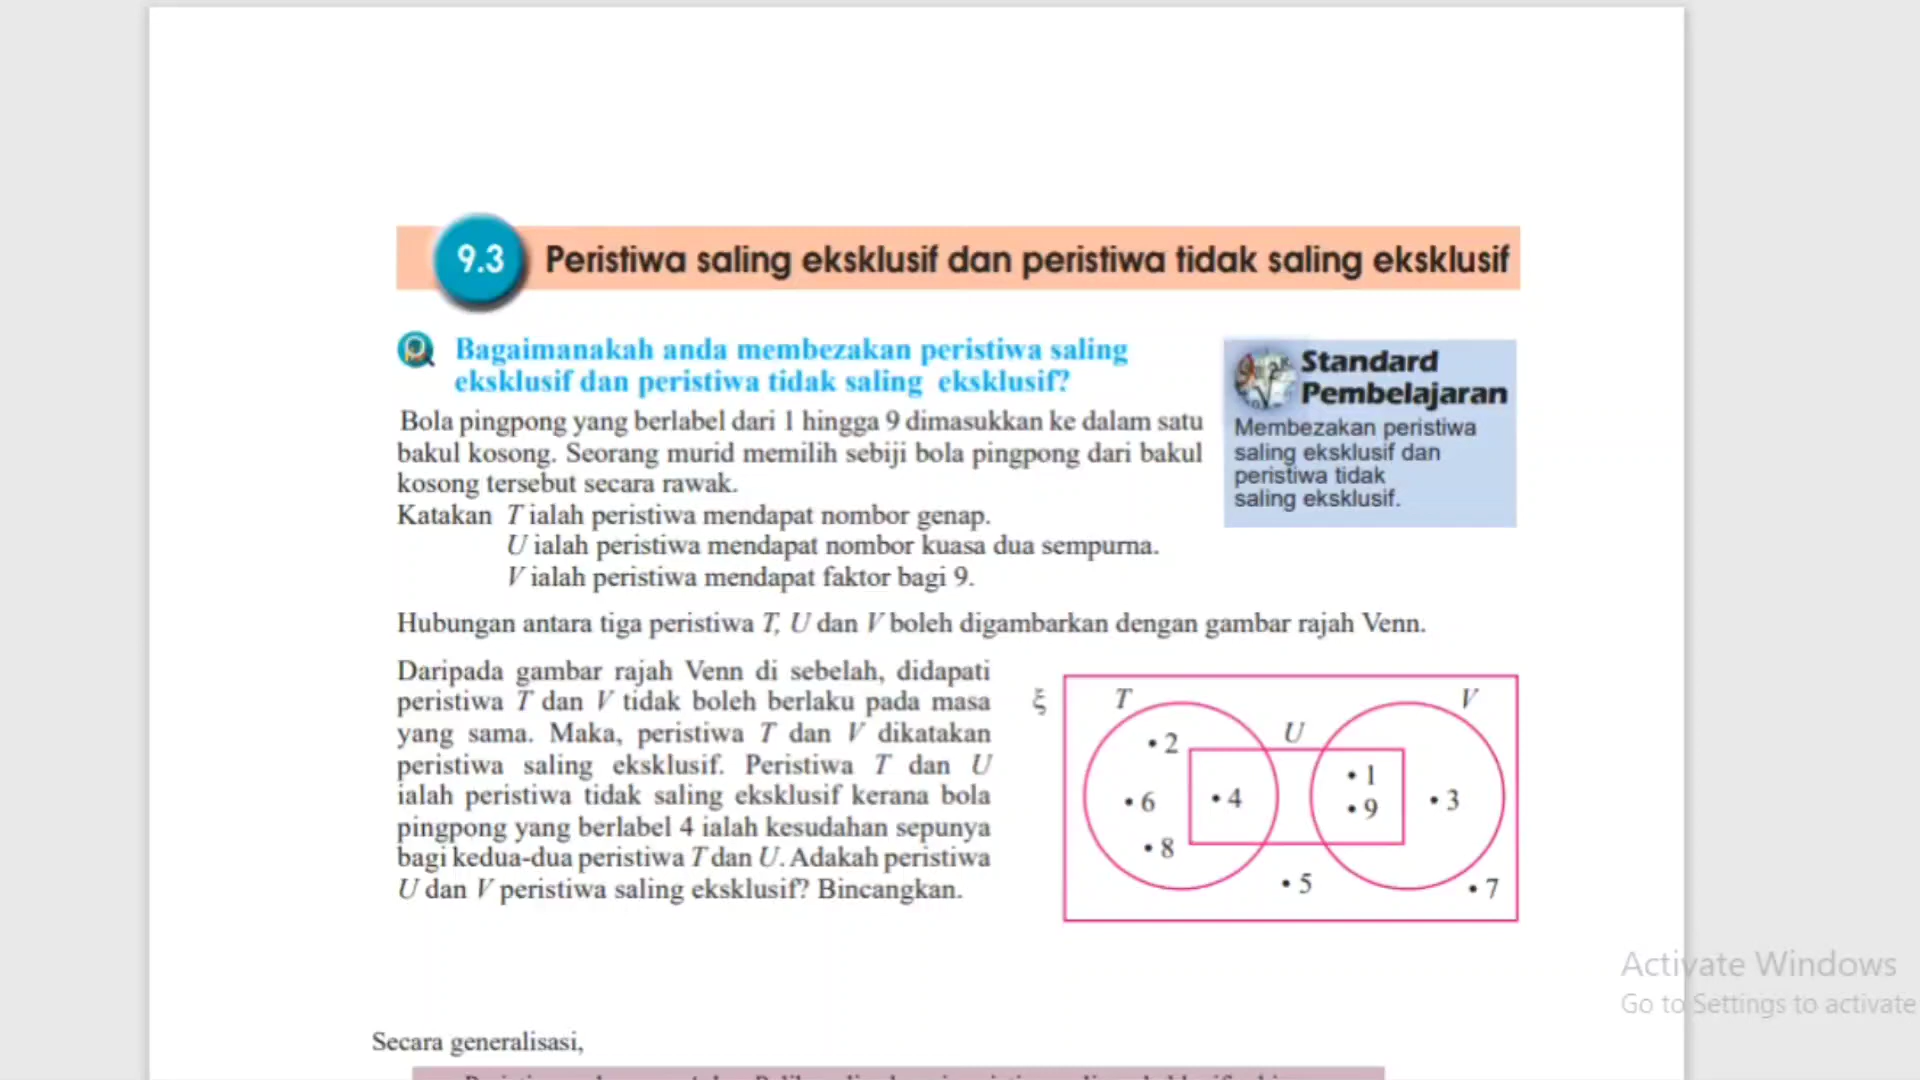 9.3 Peristiwa saling eksklusif dan peristiwa tidak saling eksklusif
Bagaimanakah anda membezakan peristiwa saling
eksklusif dan peristiwa tidak saling eksklusif?
Bola pingpong yang berlabel dari 1 hingga 9 dimasukkan ke dalam satu
bakul kosong. Seorang murid memilih sebiji bola pingpong dari bakul
kosong tersebut secara rawak.
Katakan T ialah peristiwa mendapat nombor genap.
U ialah peristiwa mendapat nombor kuasa dua sempurna.
V ialah peristiwa mendapat faktor bagi 9.
Standard
Pembelajaran
Membezakan peristiwa
saling eksklusif dan
peristiwa tidak
saling eksklusif.
Hubungan antara tiga peristiwa T, U dan V boleh digambarkan dengan gambar rajah Venn.
Daripada gambar rajah Venn di sebelah, didapati
peristiwa T dan V tidak boleh berlaku pada masa
yang sama. Maka, peristiwa T dan V dikatakan
peristiwa saling eksklusif. Peristiwa T dan U
ialah peristiwa tidak saling eksklusif kerana bola
pingpong yang berlabel 4 ialah kesudahan sepunya
bagi kedua-dua peristiwa T dan U. Adakah peristiwa
U dan V peristiwa saling eksklusif? Bincangkan.
ξ
T
V
U
• 2
• 1
• 6
• 4
• 9
• 3
• 8
• 5
• 7
Activate Windows
Go to Settings to activate
Secara generalisasi,